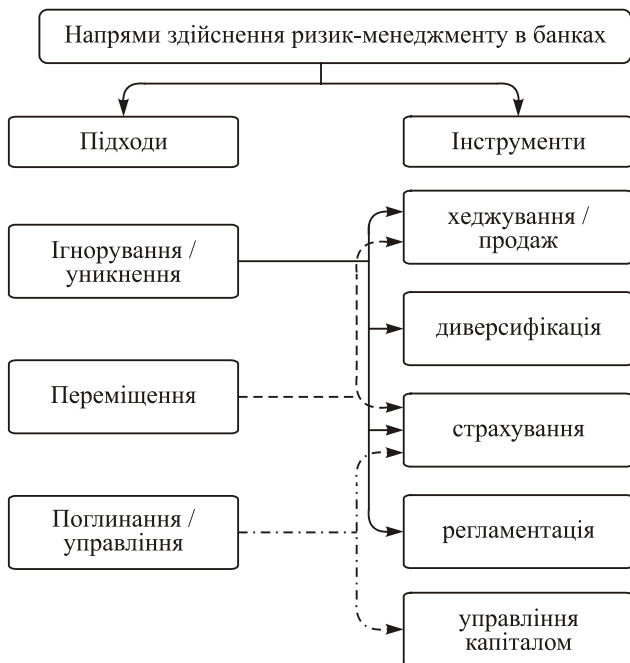 Напрями здійснення ризик-менеджменту в банках
Підходи
Інструменти
Ігнорування /
уникнення
хеджування /
продаж
диверсифікація
Переміщення
страхування
Поглинання /
управління
регламентація
управління
капіталом